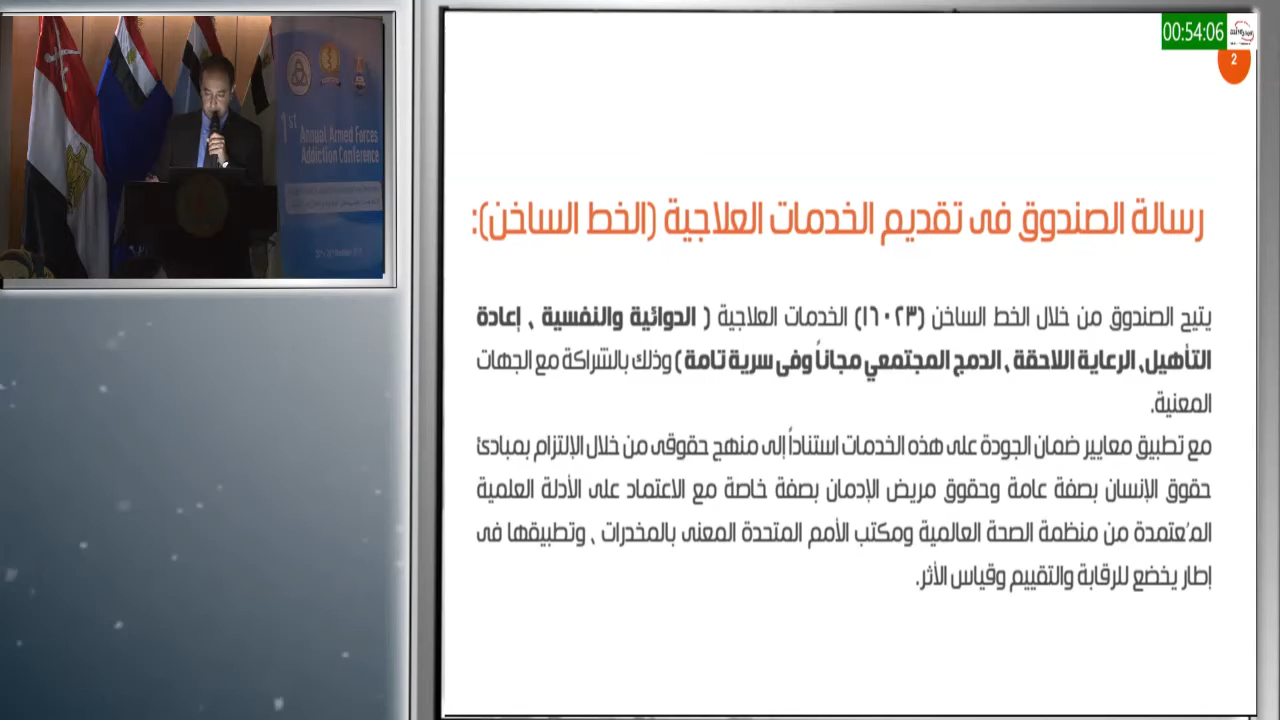 00:54:06
2
1st
Annual Armed Forces
Addiction Conference
رسالة الصندوق فى تقديم الخدمات العلاجية (الخط الساخن):
يتيح الصندوق من خلال الخط الساخن (١٦٠٢٣) الخدمات العلاجية ( الدوائية والنفسية ، إعادة
التأهيل، الرعاية اللاحقة ، الدمج المجتمعي مجاناً وفى سرية تامة ) وذلك بالشراكة مع الجهات
المعنية.
مع تطبيق معايير ضمان الجودة على هذه الخدمات استناداً إلى منهج حقوقى من خلال الإلتزام بمبادئ
حقوق الإنسان بصفة عامة وحقوق مريض الإدمان بصفة خاصة مع الاعتماد على الأدلة العلمية
المُعتمدة من منظمة الصحة العالمية ومكتب الأمم المتحدة المعنى بالمخدرات ، وتطبيقها فى
إطار يخضع للرقابة والتقييم وقياس الأثر.